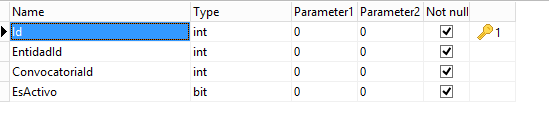 Name Type Parameter1 Parameter2 Not null
Id int 0 0 1
EntidadId int 0 0
ConvocatoriaId int 0 0
EsActivo bit 0 0